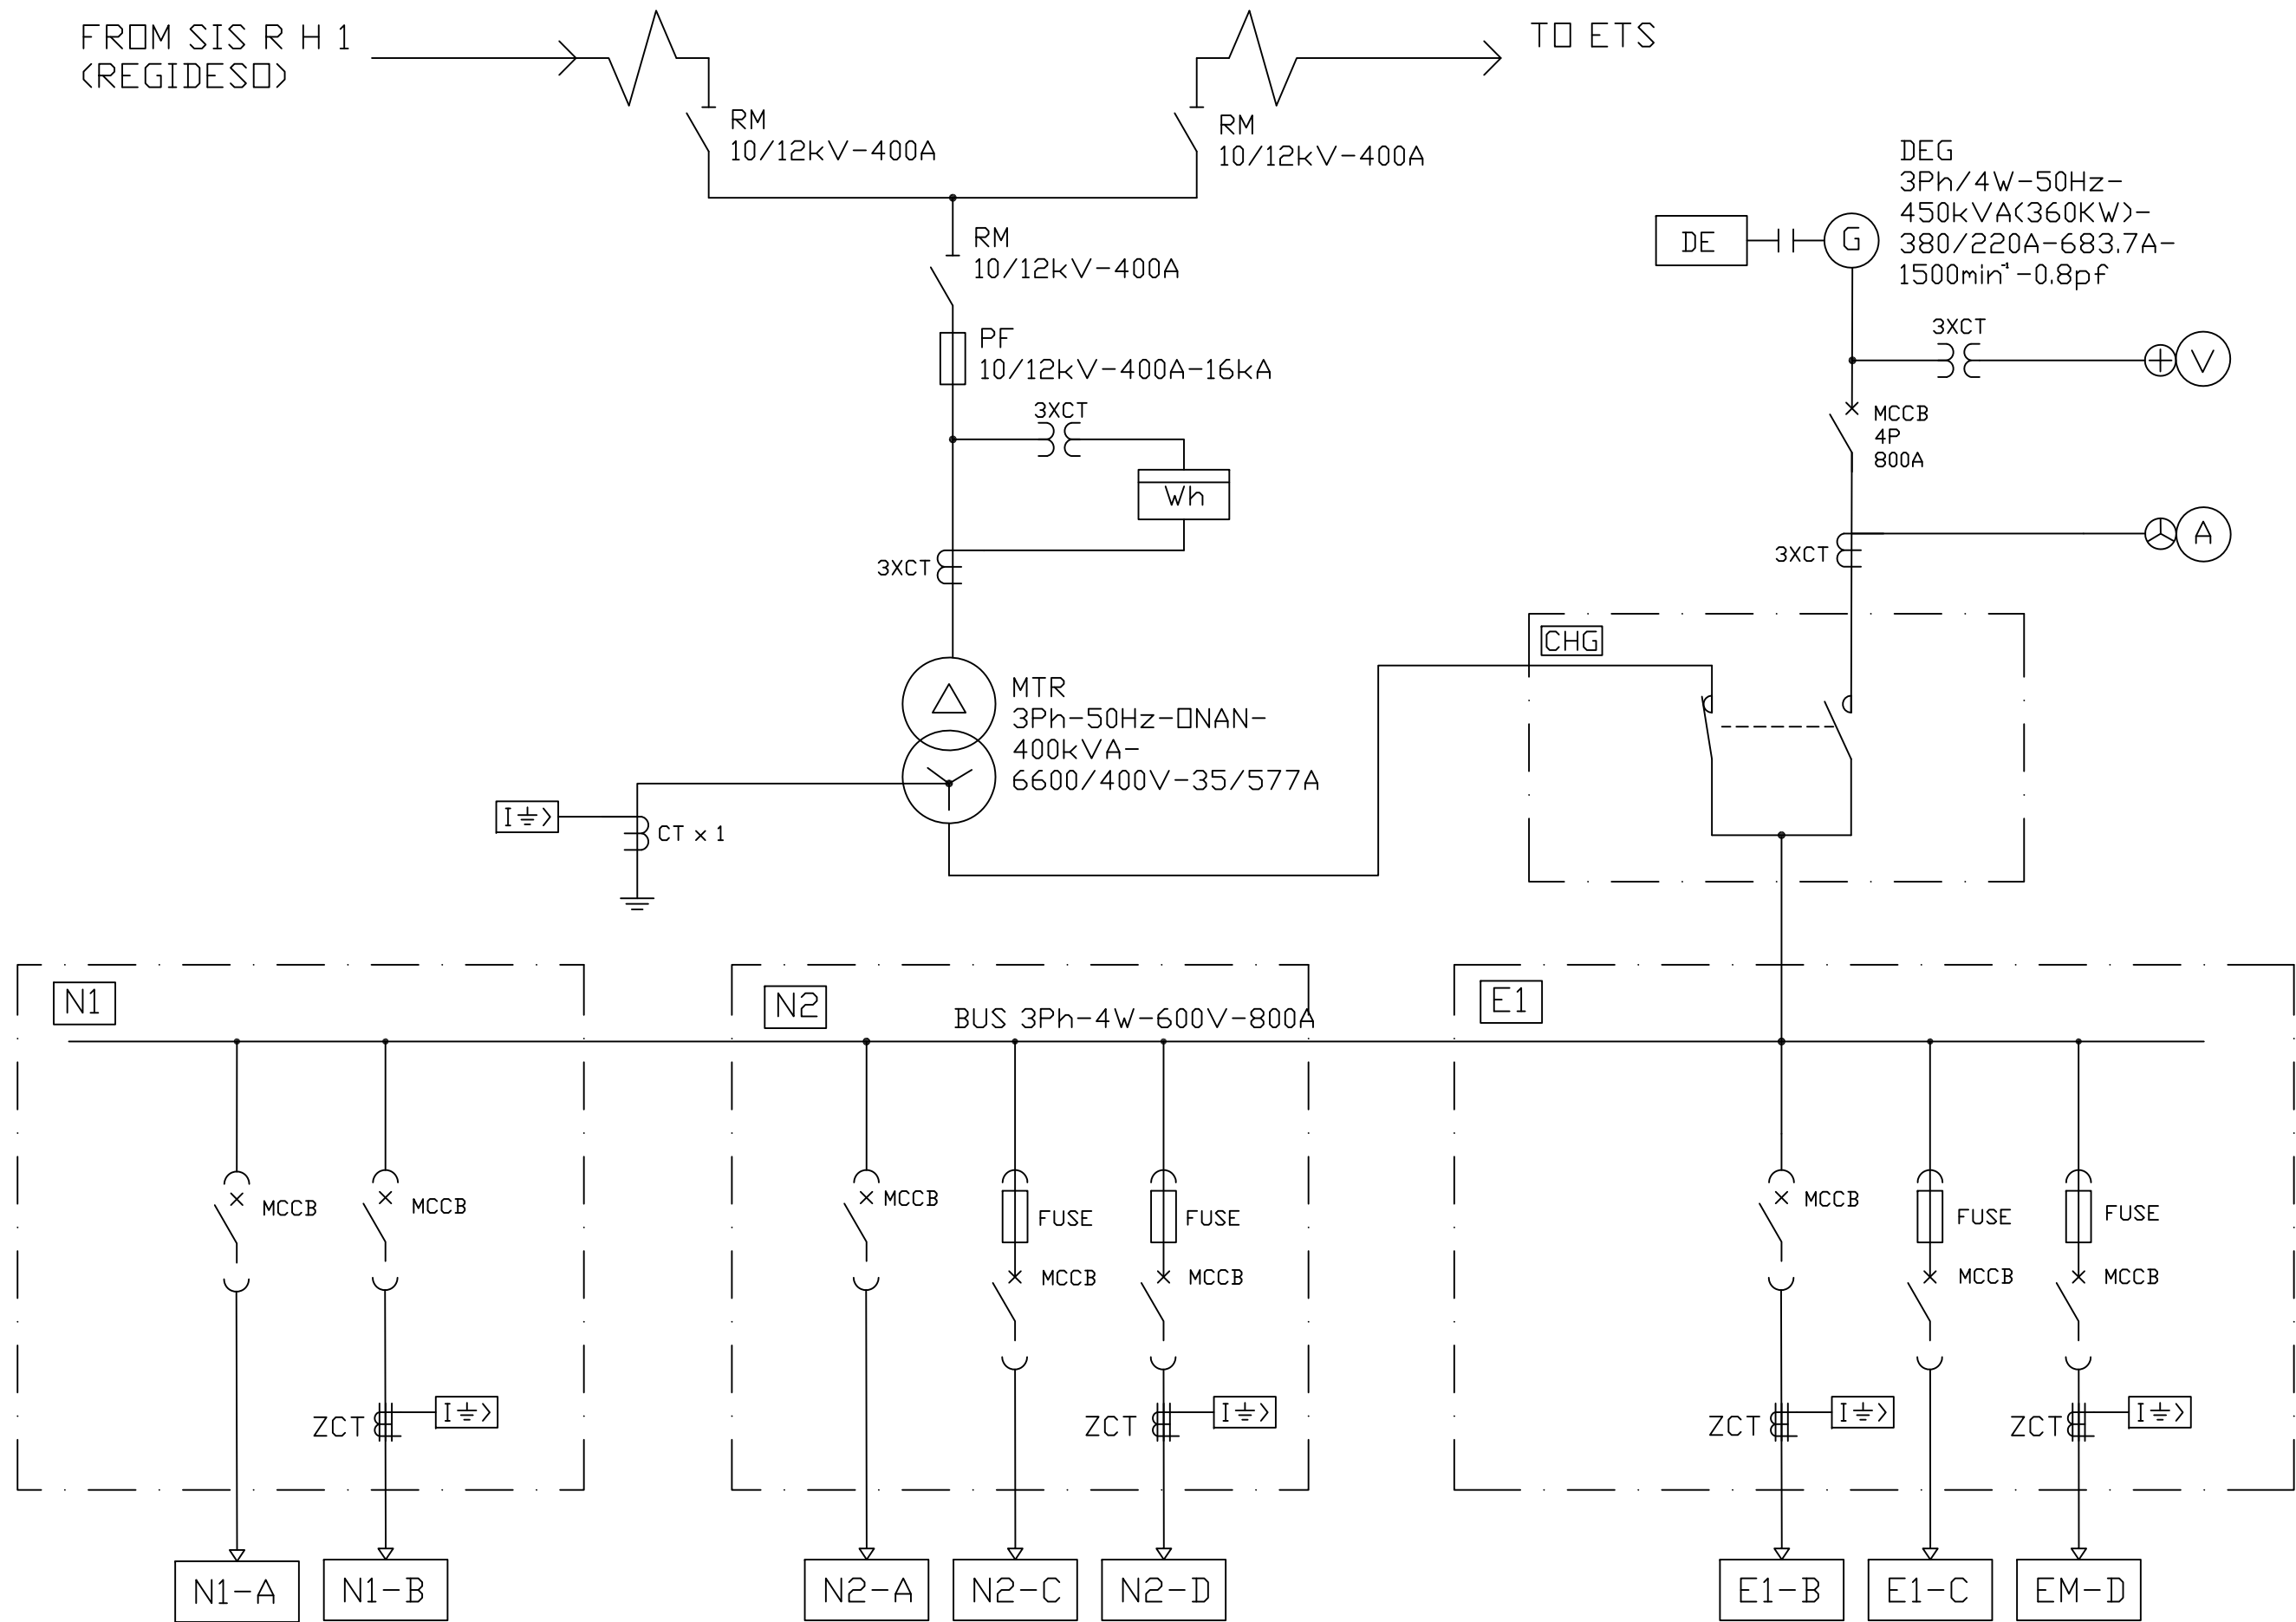 FROM SIS R H 1
(REGIDESO)
TO ETS
RM
10/12kV-400A
RM
10/12kV-400A
RM
10/12kV-400A
PF
10/12kV-400A-16kA
3XCT
Wh
3XCT
DEG
3Ph/4W-50Hz-
450kVA(360KW)-
380/220A-683.7A-
1500min⁻¹-0.8pf
DE
G
3XCT
V
MCCB
4P
800A
3XCT
A
CHG
MTR
3Ph-50Hz-ONAN-
400kVA-
6600/400V-35/577A
I
CT x 1
N1
MCCB
MCCB
ZCT
I
N1-A
N1-B
N2
BUS 3Ph-4W-600V-800A
MCCB
FUSE
FUSE
MCCB
MCCB
ZCT
I
N2-A
N2-C
N2-D
E1
MCCB
FUSE
FUSE
MCCB
MCCB
ZCT
I
ZCT
I
E1-B
E1-C
EM-D